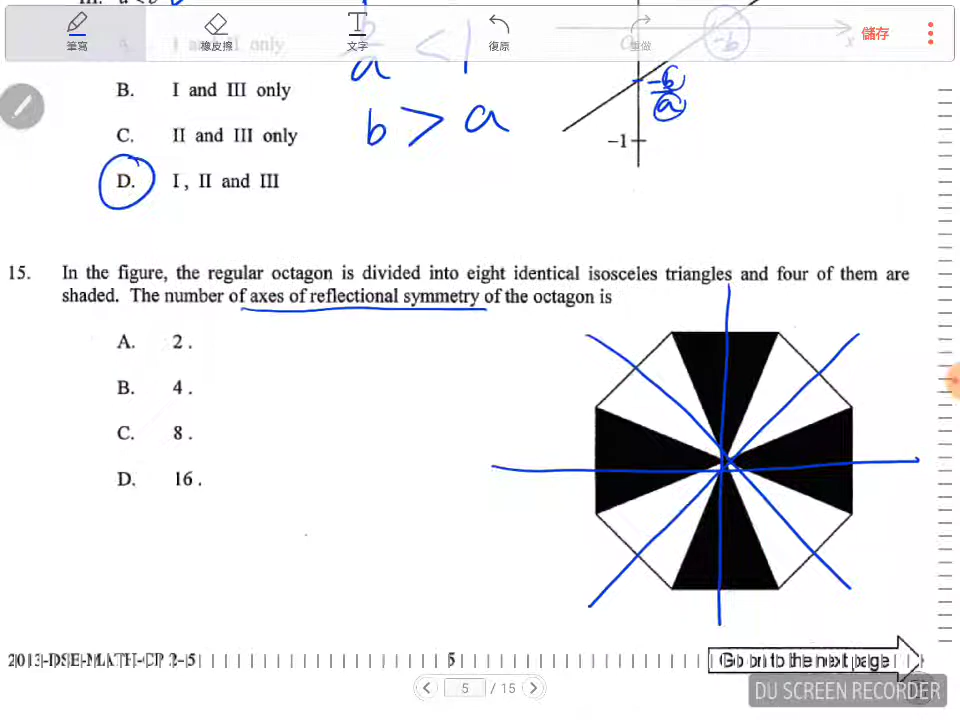 筆寫
橡皮擦
文字
復原
重做
儲存
I and II only
b/a < 1
B. I and III only
b > a
C. II and III only
D. I , II and III
-b
x
-b/a
−1
15. In the figure, the regular octagon is divided into eight identical isosceles triangles and four of them are
shaded. The number of axes of reflectional symmetry of the octagon is
A. 2 .
B. 4 .
C. 8 .
D. 16 .
2013-DSE-MATH-CP 2–5
5
Go on to the next page
5 / 15
DU SCREEN RECORDER